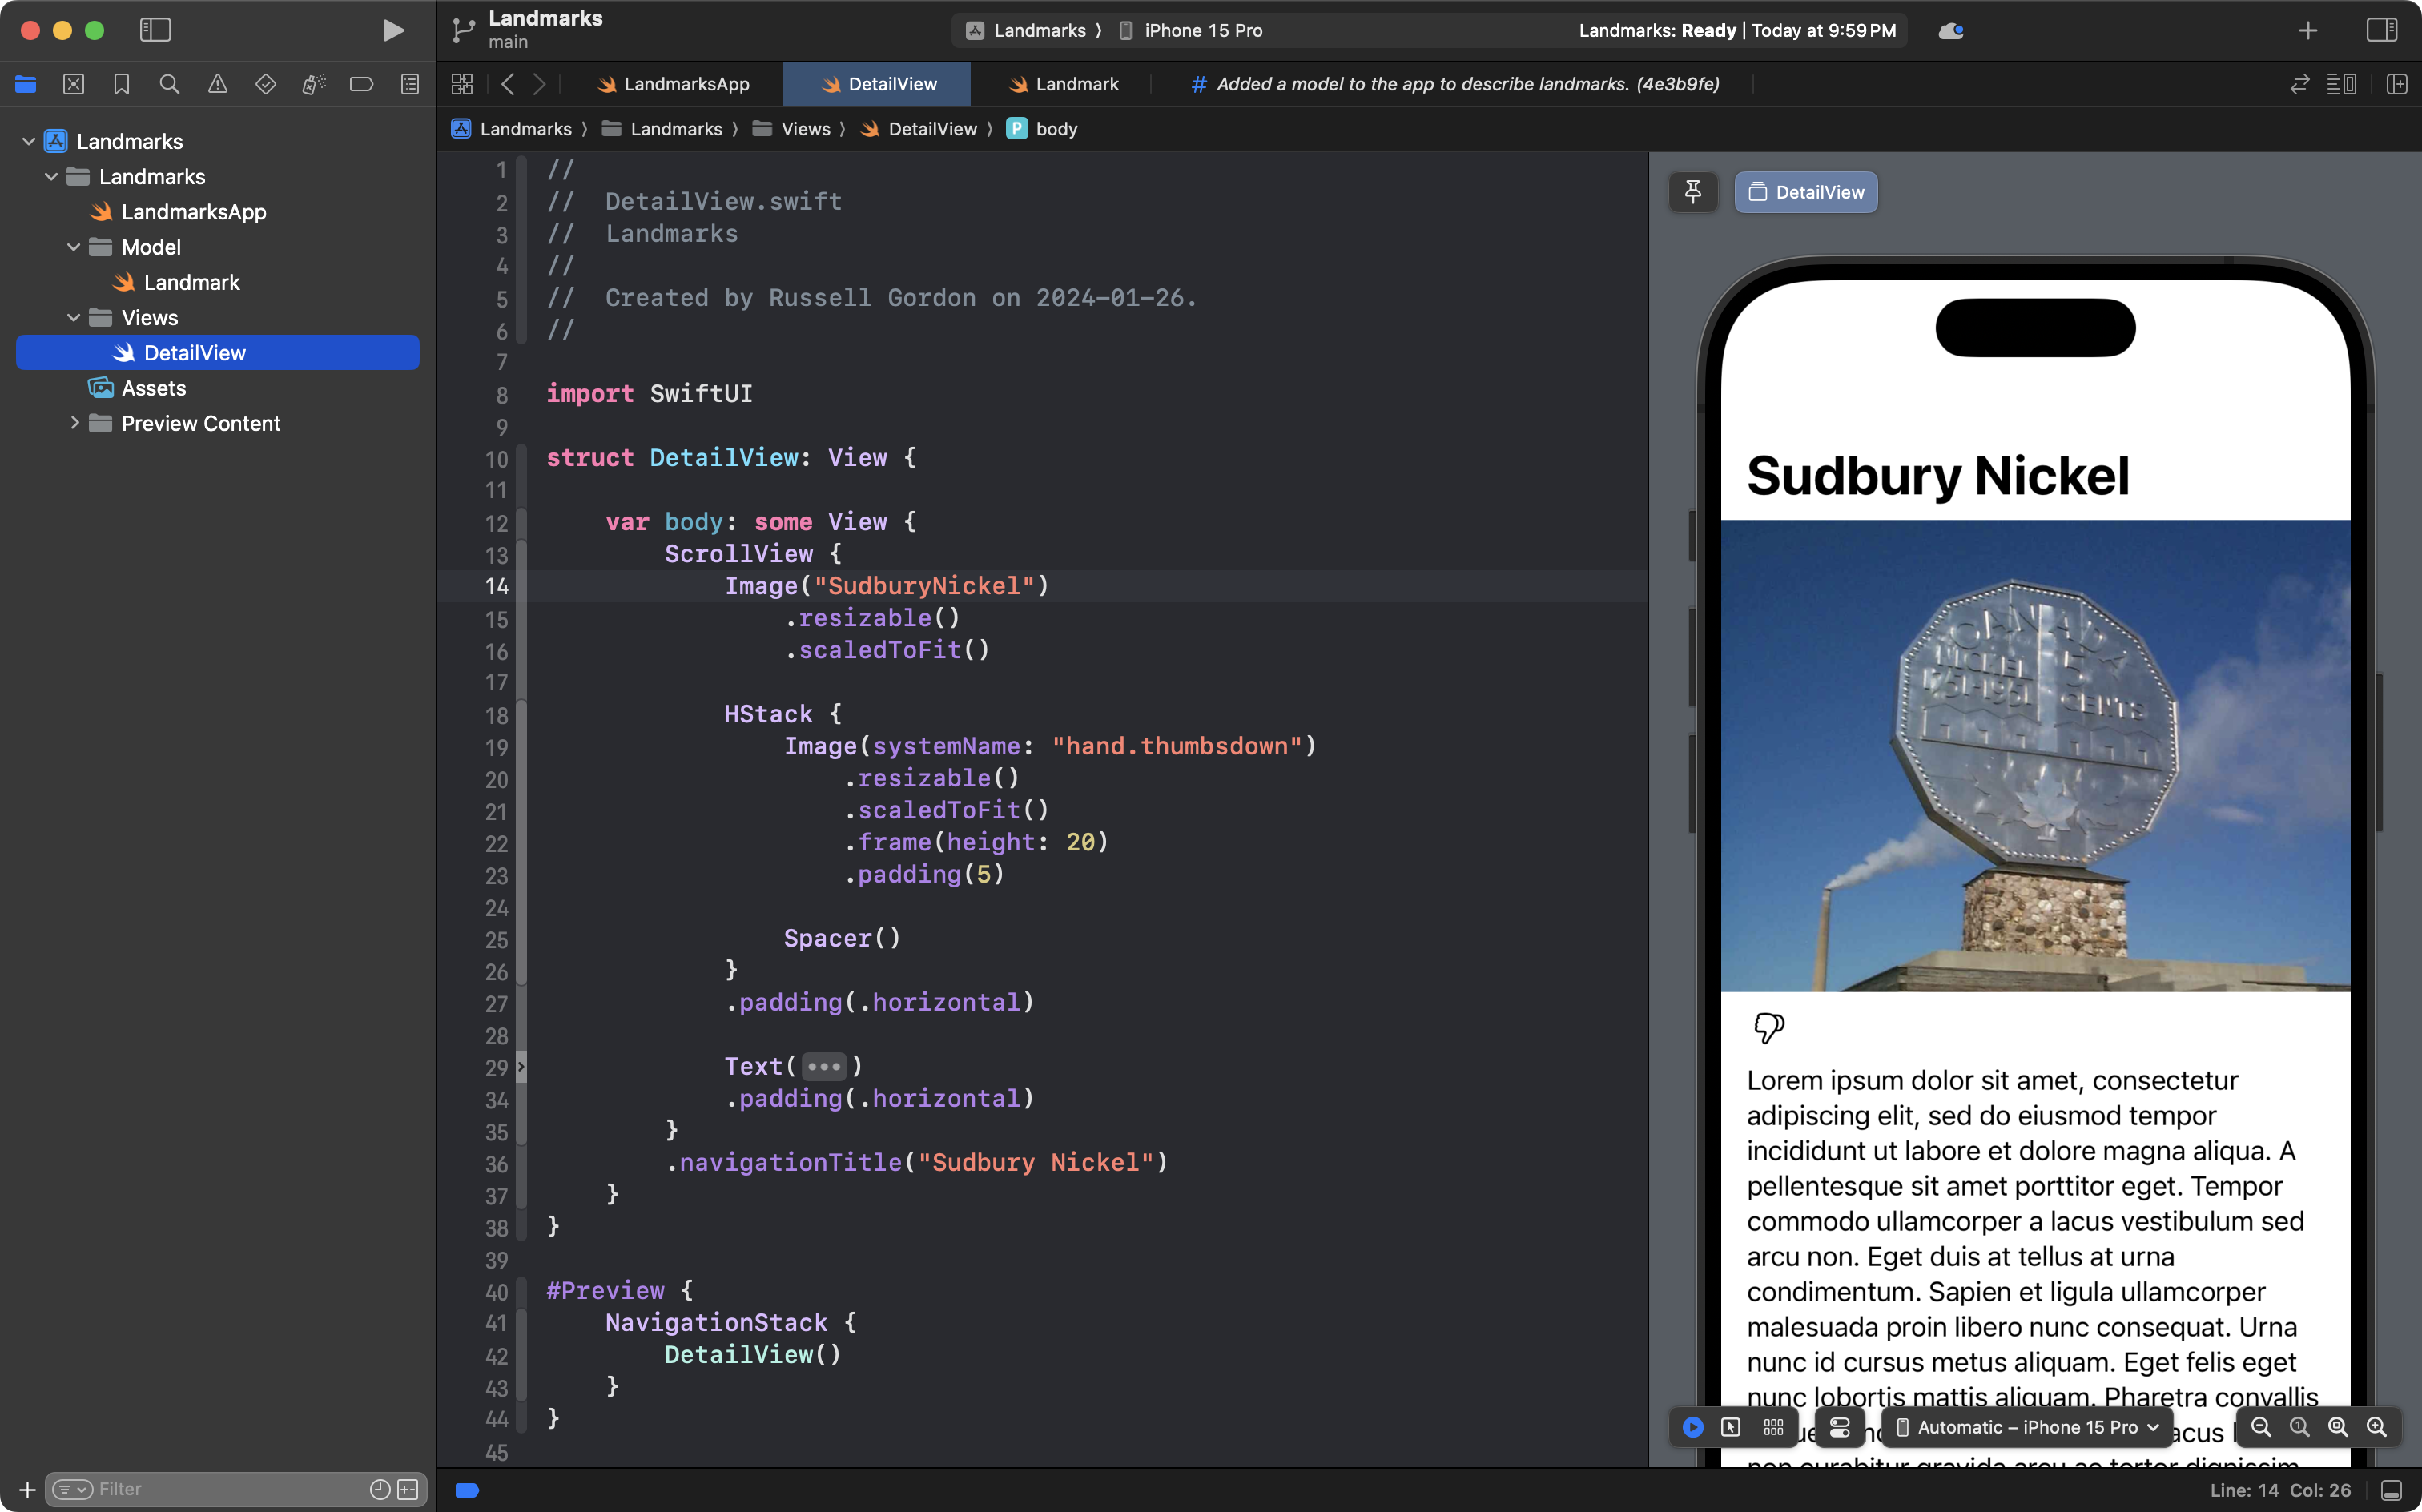 Landmarks
main
Landmarks ⟩ iPhone 15 Pro
Landmarks: Ready | Today at 9:59 PM
LandmarksApp
DetailView
Landmark
# Added a model to the app to describe landmarks. (4e3b9fe)
Landmarks ⟩ Landmarks ⟩ Views ⟩ DetailView ⟩ P body
Landmarks
Landmarks
LandmarksApp
Model
Landmark
Views
DetailView
Assets
Preview Content
Filter
1 //
2 //  DetailView.swift
3 //  Landmarks
4 //
5 //  Created by Russell Gordon on 2024-01-26.
6 //
7
8 import SwiftUI
9
10 struct DetailView: View {
11
12     var body: some View {
13         ScrollView {
14             Image("SudburyNickel")
15                 .resizable()
16                 .scaledToFit()
17
18             HStack {
19                 Image(systemName: "hand.thumbsdown")
20                     .resizable()
21                     .scaledToFit()
22                     .frame(height: 20)
23                     .padding(5)
24
25                 Spacer()
26             }
27             .padding(.horizontal)
28
29             Text(•••)
34             .padding(.horizontal)
35         }
36         .navigationTitle("Sudbury Nickel")
37     }
38 }
39
40 #Preview {
41     NavigationStack {
42         DetailView()
43     }
44 }
45
DetailView
Sudbury Nickel
CANADA
NICKEL 5
1751-1951 CENTS
Lorem ipsum dolor sit amet, consectetur
adipiscing elit, sed do eiusmod tempor
incididunt ut labore et dolore magna aliqua. A
pellentesque sit amet porttitor eget. Tempor
commodo ullamcorper a lacus vestibulum sed
arcu non. Eget duis at tellus at urna
condimentum. Sapien et ligula ullamcorper
malesuada proin libero nunc consequat. Urna
nunc id cursus metus aliquam. Eget felis eget
nunc lobortis mattis aliquam. Pharetra convallis
acus
Automatic – iPhone 15 Pro
Line: 14 Col: 26